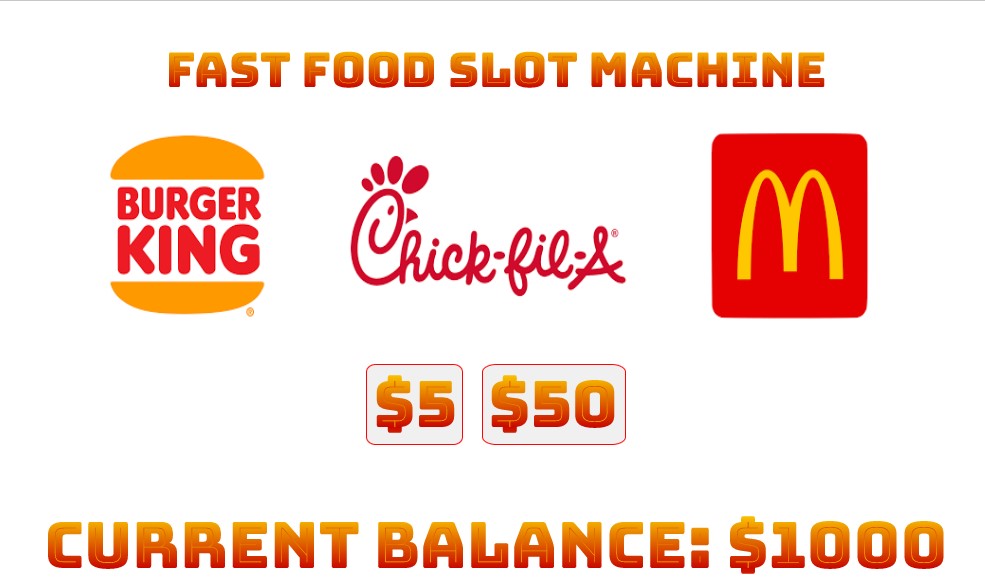 FAST FOOD SLOT MACHINE
BURGER
KING
®
Chick-fil-A®
M
$5 $50
CURRENT BALANCE: $1000